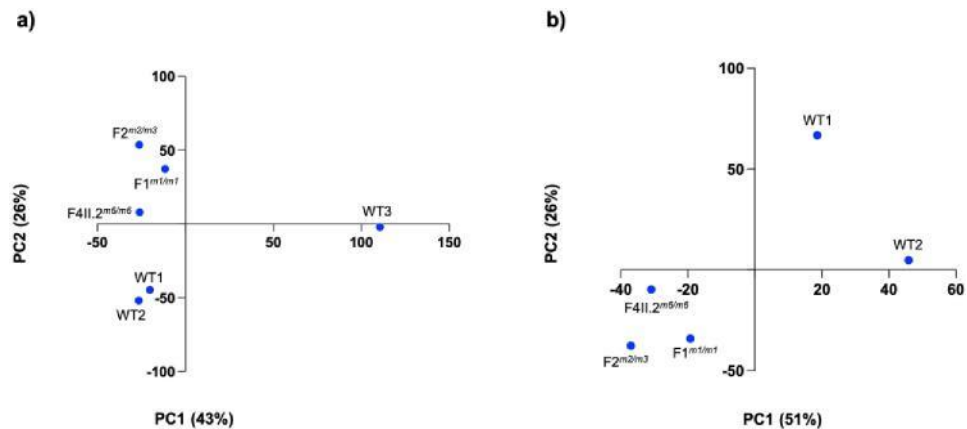 a)
100
F2m2/m3
50
F1m1/m1
F4II.2m6/m6
WT3
-50
50
100
150
WT1
-50
WT2
-100
PC2 (26%)
PC1 (43%)
b)
100
WT1
50
WT2
-40
-20
20
40
60
F4II.2m6/m6
F2m2/m3
F1m1/m1
-50
PC2 (26%)
PC1 (51%)